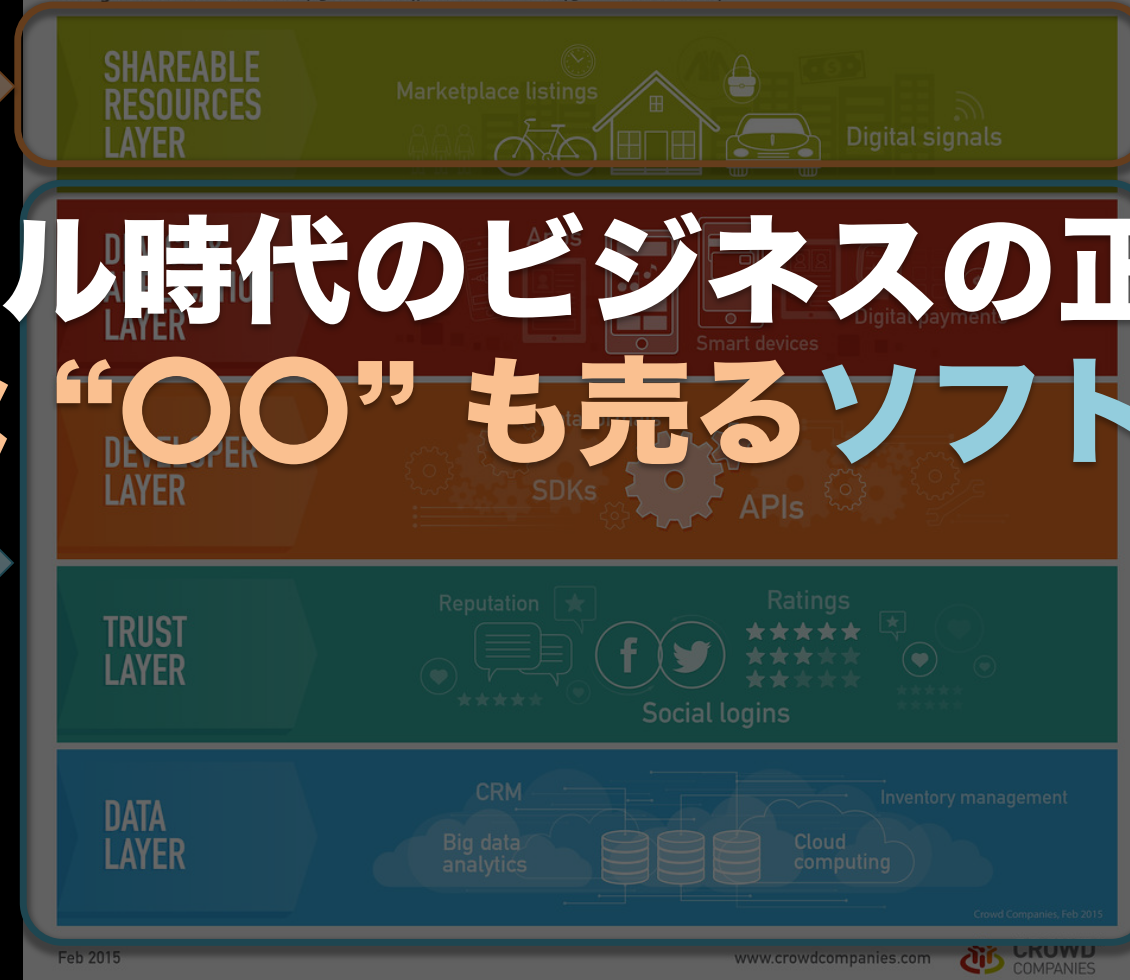 SHAREABLE
RESOURCES
LAYER
Marketplace listings
Digital signals
ル時代のビジネスの正
LAYER
Digital payments
Smart devices
“〇〇” も売るソフト
DEVELOPER
LAYER
SDKs
APIs
TRUST
LAYER
Reputation
Ratings
Social logins
DATA
LAYER
CRM
Inventory management
Big data
analytics
Cloud
computing
Crowd Companies, Feb 2015
Feb 2015
www.crowdcompanies.com
CROWD
COMPANIES